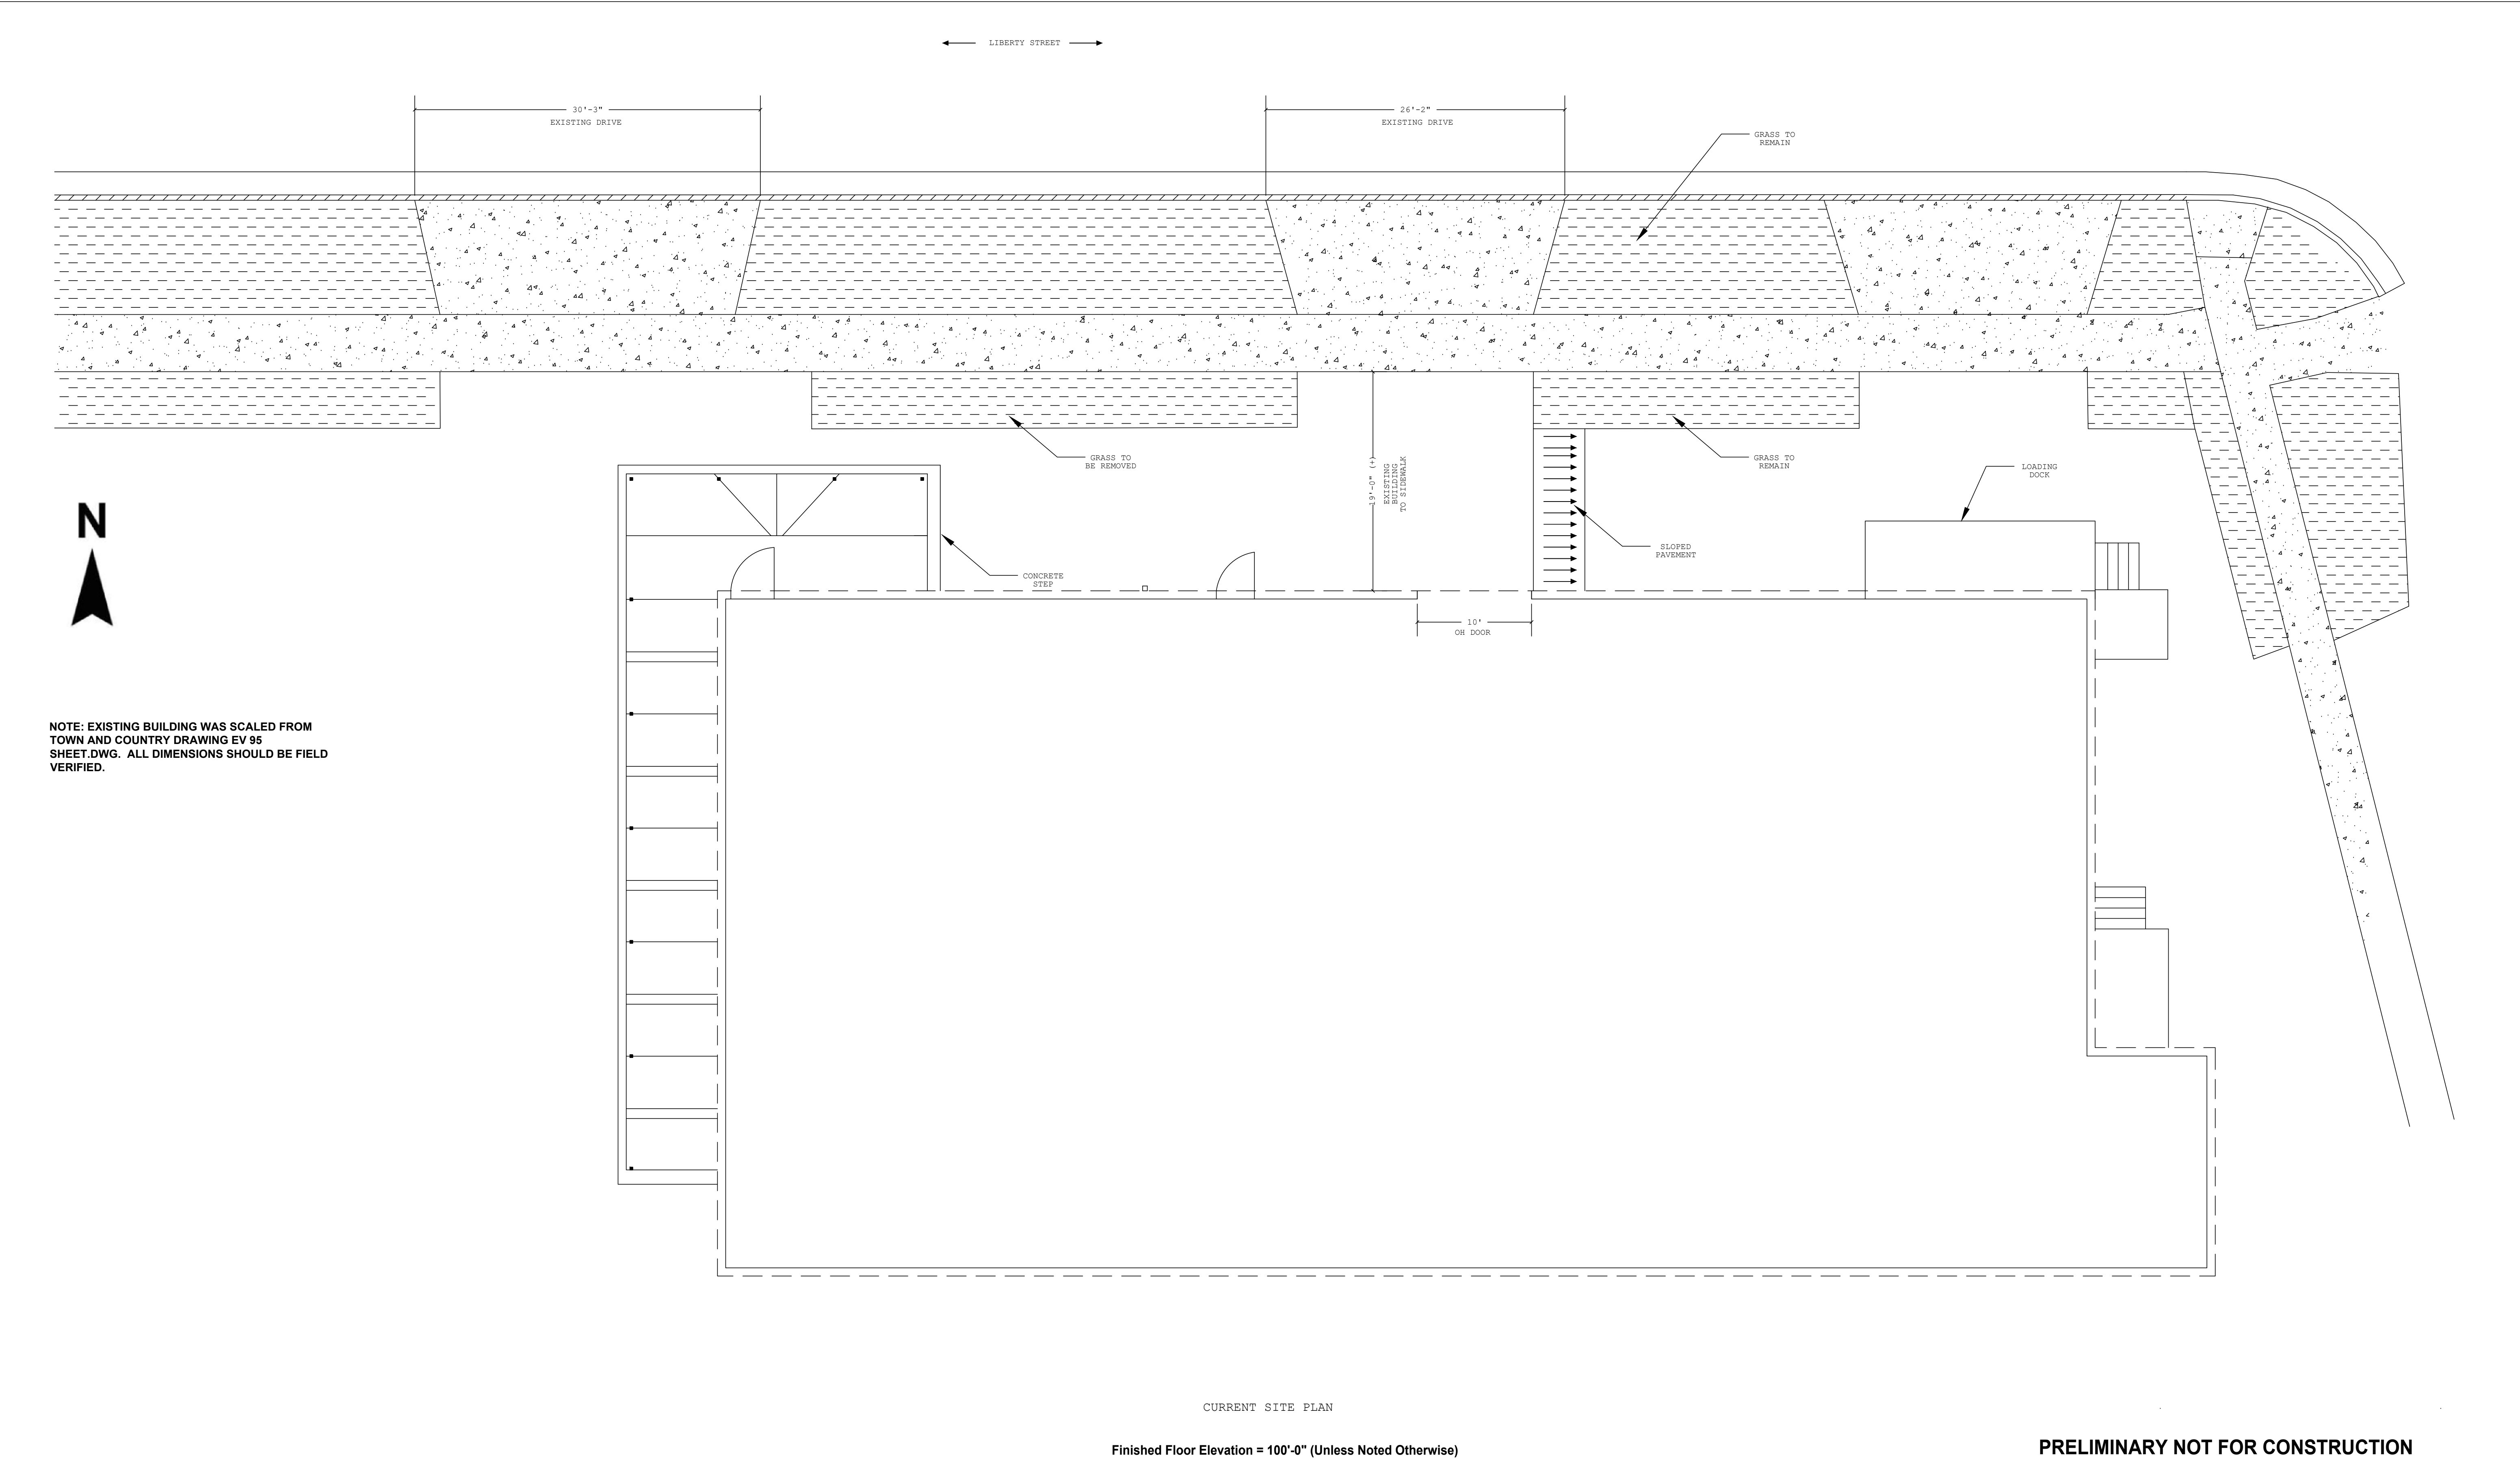 LIBERTY STREET
30'-3"
EXISTING DRIVE
26'-2"
EXISTING DRIVE
GRASS TO
REMAIN
GRASS TO
BE REMOVED
19'-0" (+)
EXISTING
BUILDING
TO SIDEWALK
GRASS TO
REMAIN
LOADING
DOCK
N
SLOPED
PAVEMENT
CONCRETE
STEP
10'
OH DOOR
NOTE: EXISTING BUILDING WAS SCALED FROM
TOWN AND COUNTRY DRAWING EV 95
SHEET.DWG. ALL DIMENSIONS SHOULD BE FIELD
VERIFIED.
CURRENT SITE PLAN
Finished Floor Elevation = 100'-0" (Unless Noted Otherwise)
PRELIMINARY NOT FOR CONSTRUCTION